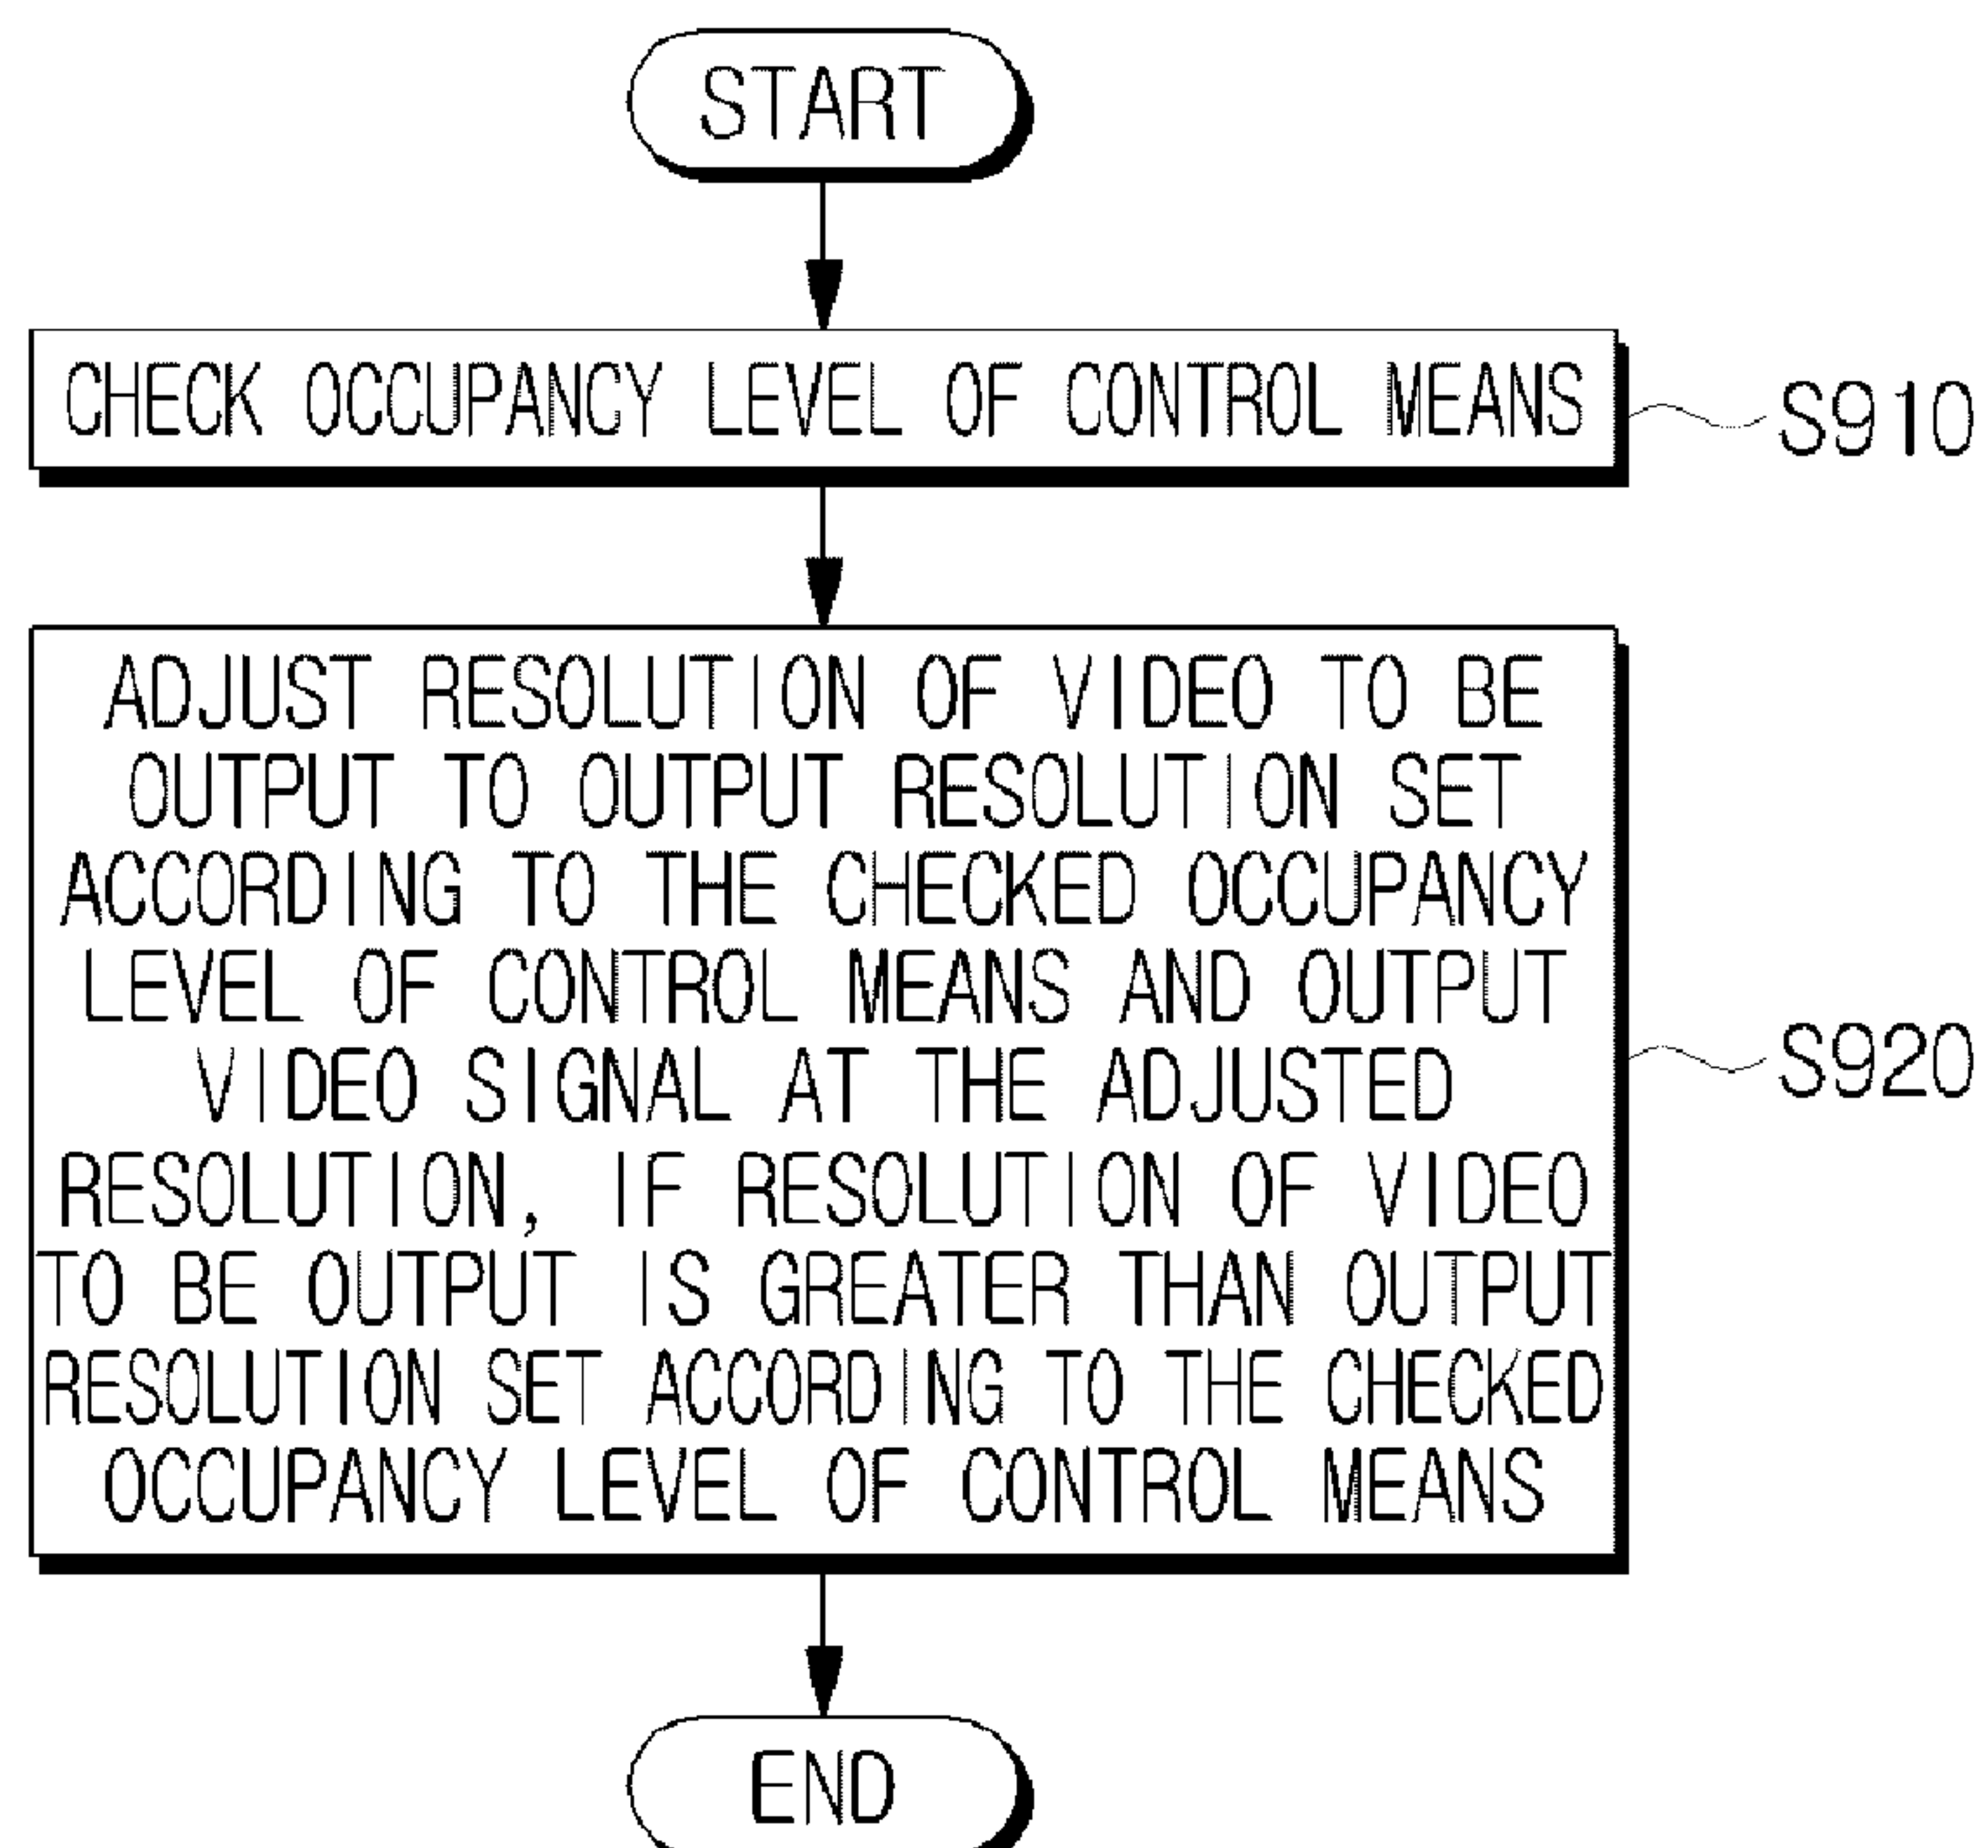 START
CHECK OCCUPANCY LEVEL OF CONTROL MEANS
S910
ADJUST RESOLUTION OF VIDEO TO BE
OUTPUT TO OUTPUT RESOLUTION SET
ACCORDING TO THE CHECKED OCCUPANCY
LEVEL OF CONTROL MEANS AND OUTPUT
VIDEO SIGNAL AT THE ADJUSTED
RESOLUTION, IF RESOLUTION OF VIDEO
TO BE OUTPUT IS GREATER THAN OUTPUT
RESOLUTION SET ACCORDING TO THE CHECKED
OCCUPANCY LEVEL OF CONTROL MEANS
S920
END